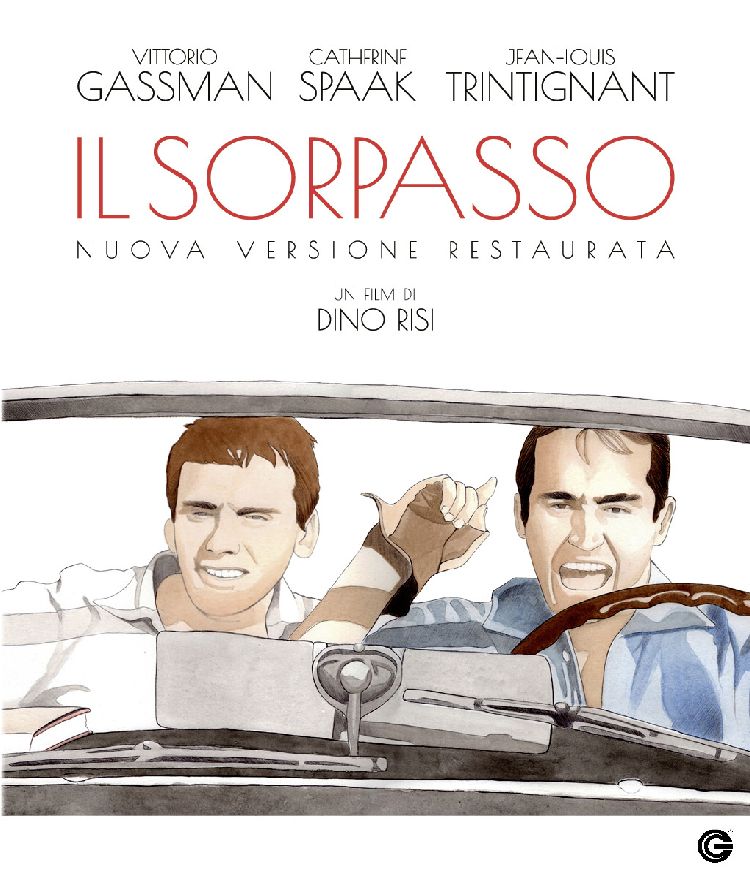 VITTORIO CATHERINE JEAN-LOUIS
GASSMAN SPAAK TRINTIGNANT
IL SORPASSO
NUOVA VERSIONE RESTAURATA
UN FILM DI
DINO RISI